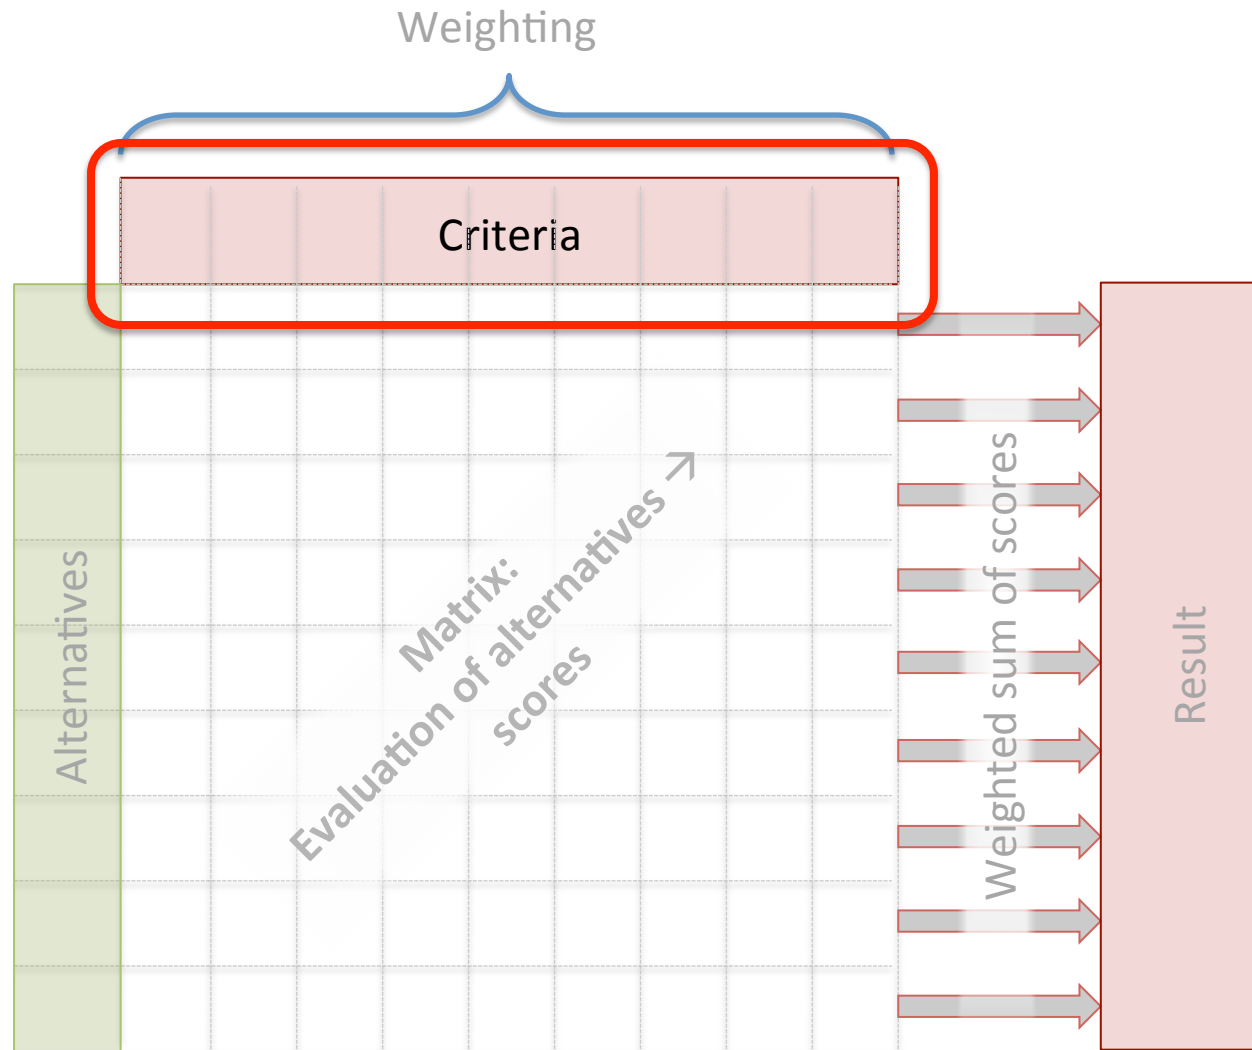 Weighting
Criteria
Alternatives
Matrix:
Evaluation of alternatives →
scores
Weighted sum of scores
Result